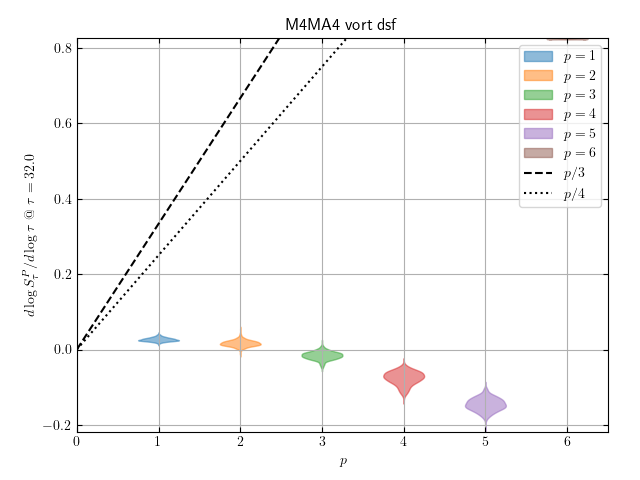 M4MA4 vort dsf
d log S_τ^P / d log τ @ τ = 32.0
0.8
0.6
0.4
0.2
0.0
−0.2
0 1 2 3 4 5 6
p
p = 1
p = 2
p = 3
p = 4
p = 5
p = 6
p/3
p/4